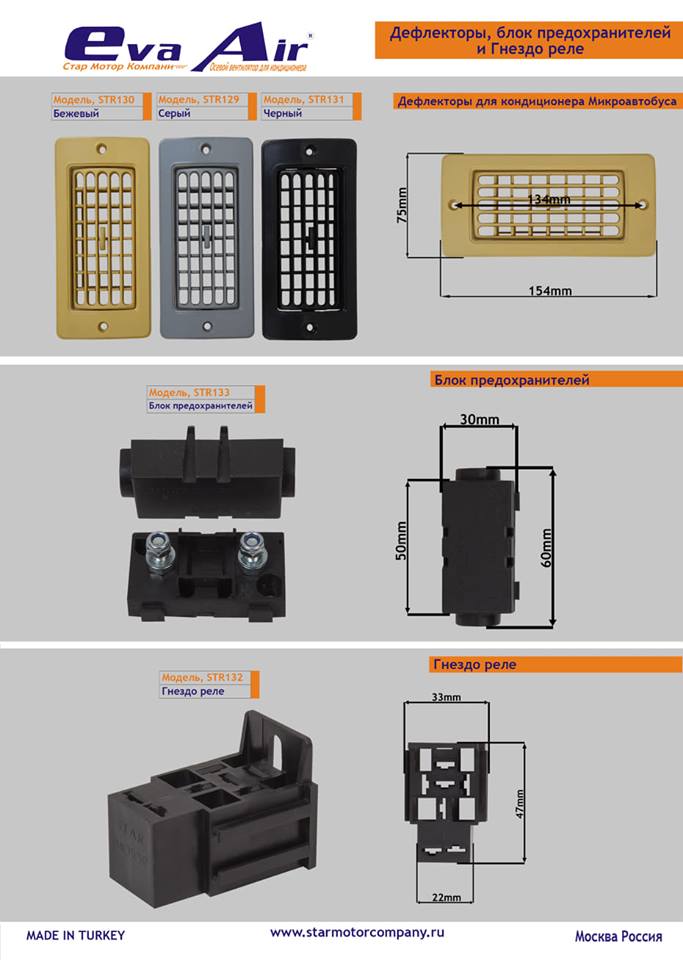 Eva Air
Стар Мотор Компани
Осевой вентилятор для кондиционера
Дефлекторы, блок предохранителей
и Гнездо реле
Модель, STR130
Бежевый
Модель, STR129
Серый
Модель, STR131
Черный
Дефлекторы для кондиционера Микроавтобуса
75mm
134mm
154mm
Модель, STR133
Блок предохранителей
Блок предохранителей
30mm
50mm
60mm
Модель, STR132
Гнездо реле
STAR
Гнездо реле
33mm
47mm
22mm
MADE IN TURKEY
www.starmotorcompany.ru
Москва Россия